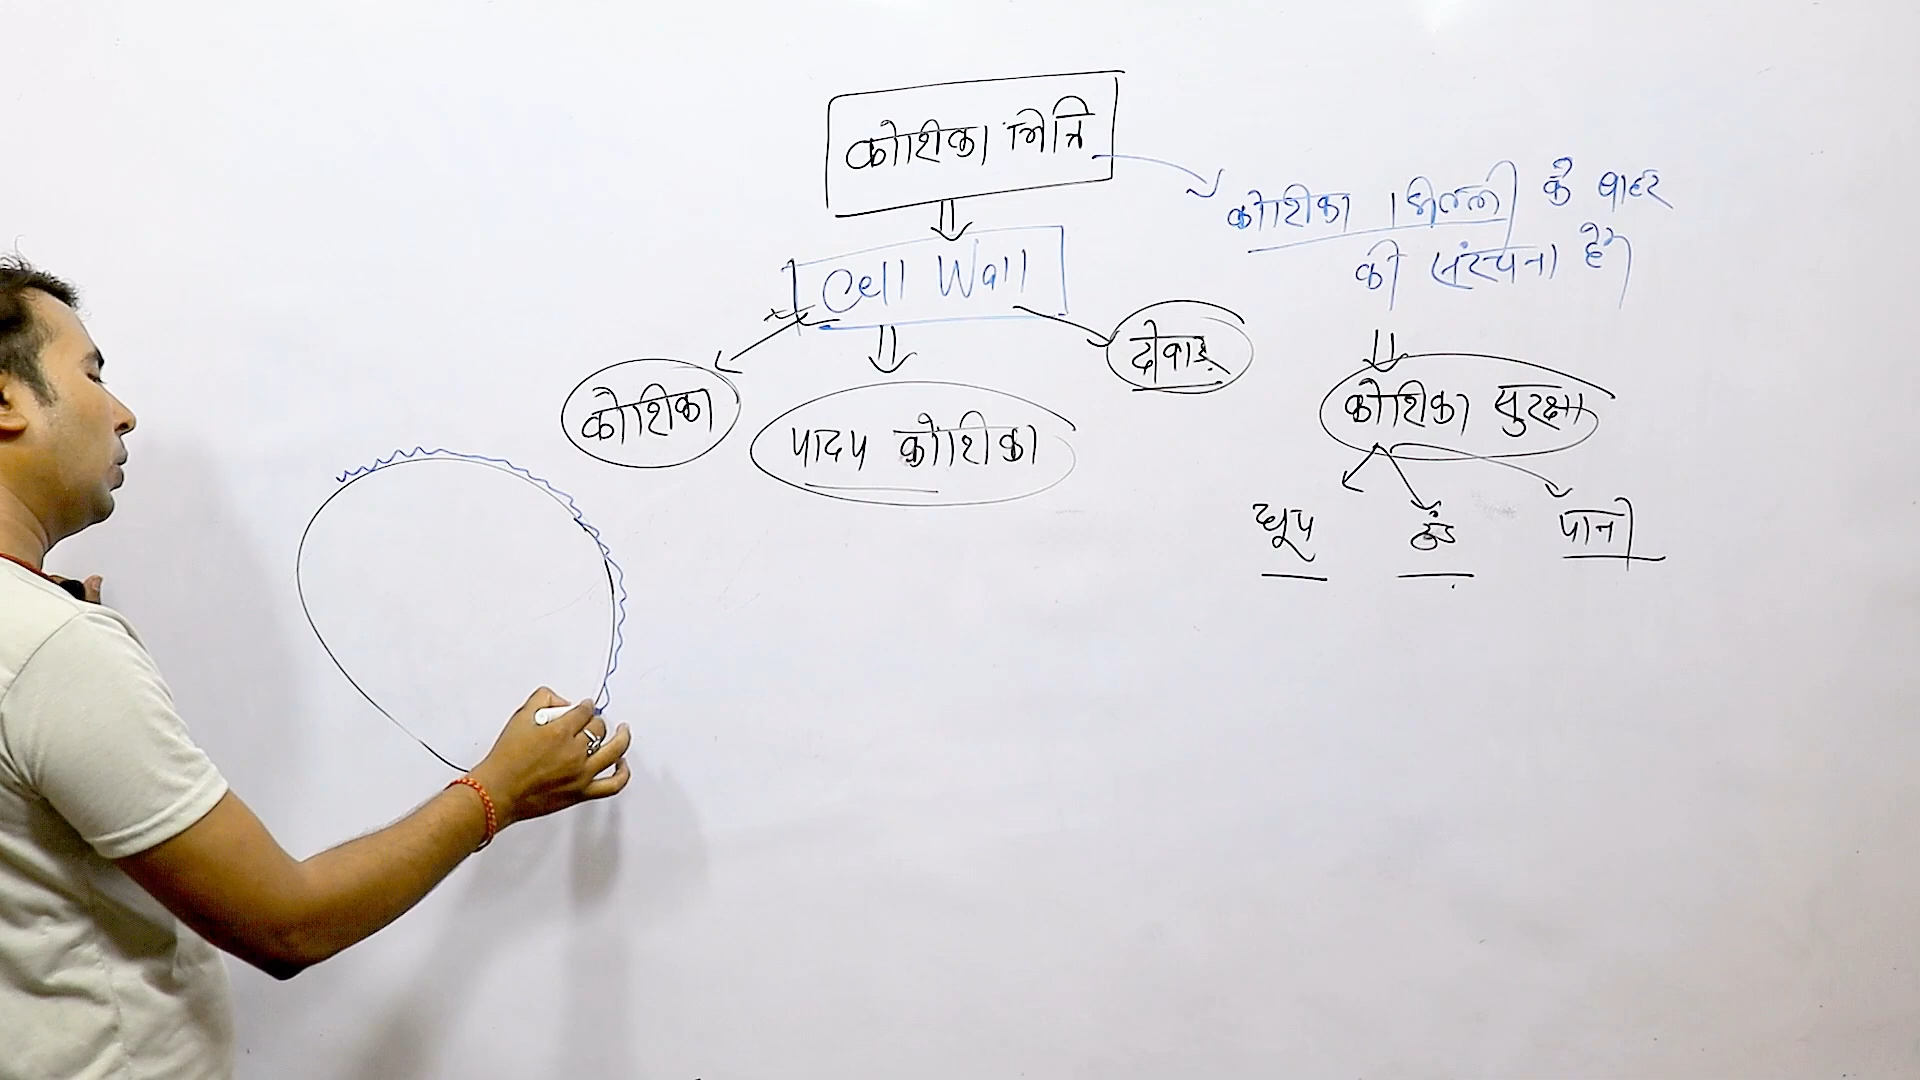 कोशिका भित्ति
Cell Wall
कोशिका झिल्ली के बाहर
की संरचना है
कोशिका
पादप कोशिका
दीवाड़
कोशिका सुरक्षा
धूप
ठंड
पानी